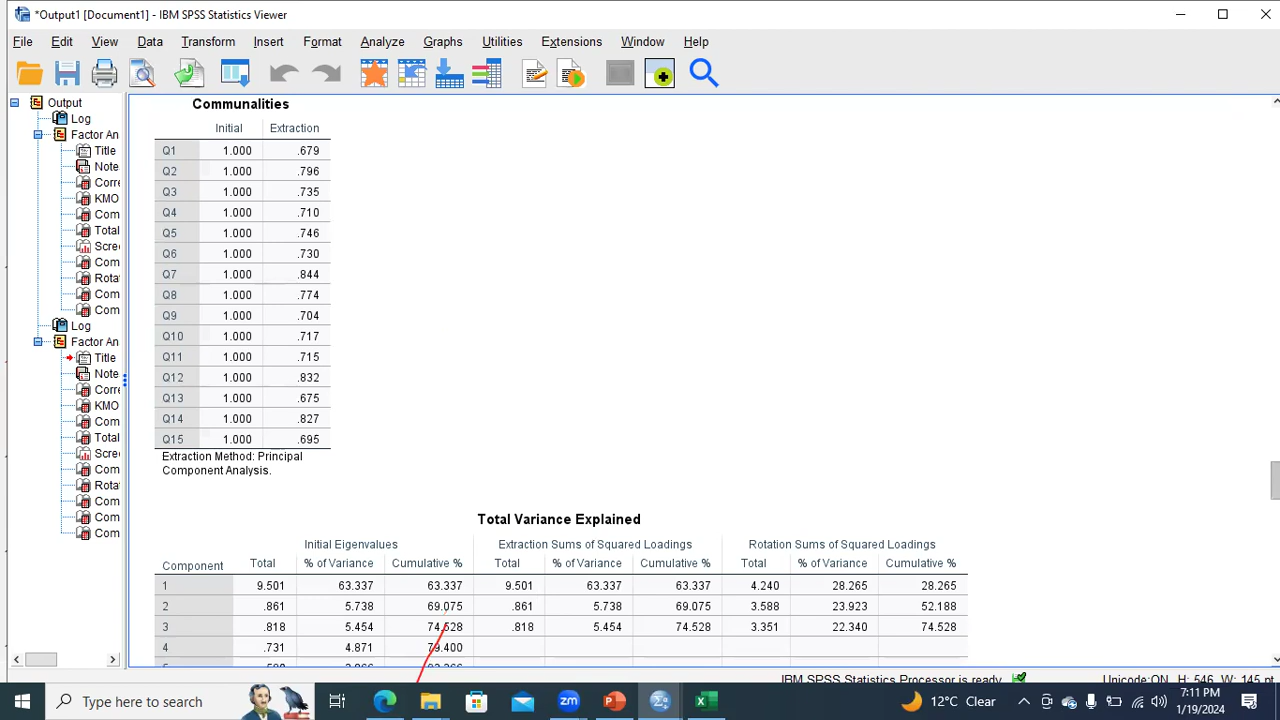 *Output1 [Document1] - IBM SPSS Statistics Viewer
File Edit View Data Transform Insert Format Analyze Graphs Utilities Extensions Window Help
Output
Log
Factor An
Title
Note
Corre
KMO
Com
Total
Scre
Com
Rota
Com
Com
Log
Factor An
Title
Note
Corre
KMO
Com
Total
Scre
Com
Rota
Com
Com
Com
Communalities
Initial Extraction
Q1 1.000 .679
Q2 1.000 .796
Q3 1.000 .735
Q4 1.000 .710
Q5 1.000 .746
Q6 1.000 .730
Q7 1.000 .844
Q8 1.000 .774
Q9 1.000 .704
Q10 1.000 .717
Q11 1.000 .715
Q12 1.000 .832
Q13 1.000 .675
Q14 1.000 .827
Q15 1.000 .695
Extraction Method: Principal
Component Analysis.
Total Variance Explained
Initial Eigenvalues Extraction Sums of Squared Loadings Rotation Sums of Squared Loadings
Component Total % of Variance Cumulative % Total % of Variance Cumulative % Total % of Variance Cumulative %
1 9.501 63.337 63.337 9.501 63.337 63.337 4.240 28.265 28.265
2 .861 5.738 69.075 .861 5.738 69.075 3.588 23.923 52.188
3 .818 5.454 74.528 .818 5.454 74.528 3.351 22.340 74.528
4 .731 4.871 79.400
IBM SPSS Statistics Processor is ready
Unicode:ON H: 546, W: 145 pt
Type here to search
12°C Clear
7:11 PM
1/19/2024